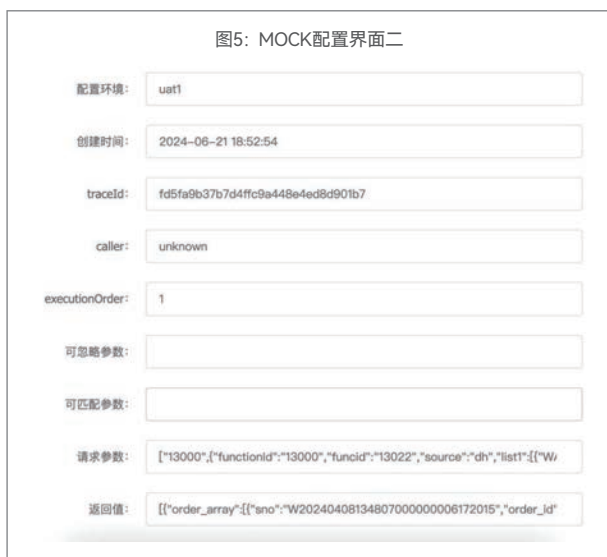 图5: MOCK配置界面二
配置环境: uat1
创建时间: 2024-06-21 18:52:54
traceId: fd5fa9b37b7d4ffc9a448e4ed8d901b7
caller: unknown
executionOrder: 1
可忽略参数:
可匹配参数:
请求参数: ["13000",{"functionId":"13000","funcid":"13022","source":"dh","list1":[{"WA
返回值: [{"order_array":[{"sno":"W20240408134807000000006172015","order_id"